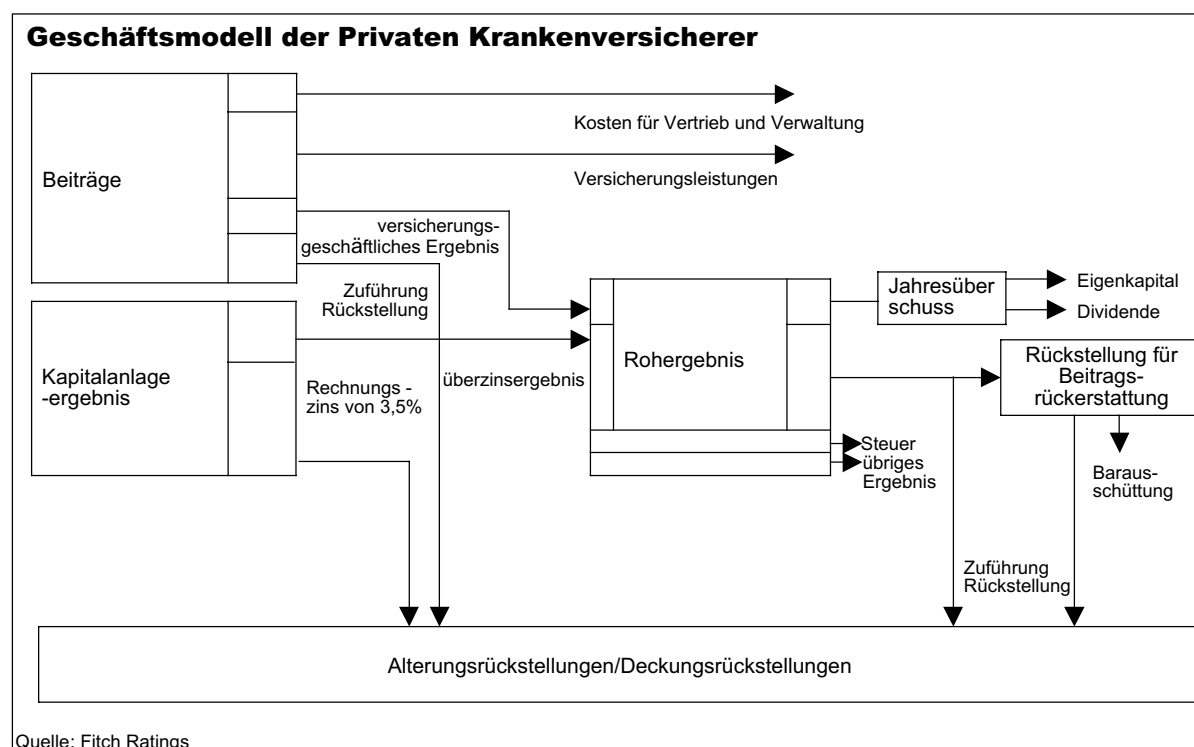 Geschäftsmodell der Privaten Krankenversicherer
Kosten für Vertrieb und Verwaltung
Beiträge
Versicherungsleistungen
versicherungs-
geschäftliches Ergebnis
Zuführung
Rückstellung
Jahresüber
schuss
Eigenkapital
Dividende
Kapitalanlage
-ergebnis
Rechnungs -
zins von 3,5%
überzinsergebnis
Rohergebnis
Rückstellung für
Beitrags-
rückerstattung
Steuer
übriges
Ergebnis
Baraus-
schüttung
Zuführung
Rückstellung
Alterungsrückstellungen/Deckungsrückstellungen
Quelle: Fitch Ratings